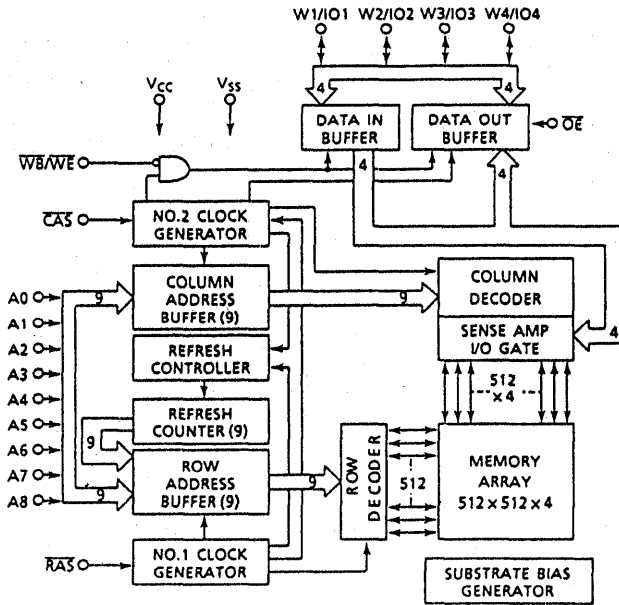 W1/IO1 W2/IO2 W3/IO3 W4/IO4
4 4
VCC VSS
DATA IN
BUFFER
DATA OUT
BUFFER
OE
WB/WE
4
4
CAS
NO.2 CLOCK
GENERATOR
COLUMN
ADDRESS
BUFFER (9)
9
9
COLUMN
DECODER
SENSE AMP
I/O GATE
4
A0
A1
A2
A3
A4
A5
A6
A7
A8
REFRESH
CONTROLLER
REFRESH
COUNTER (9)
9
ROW
ADDRESS
BUFFER (9)
9
9
ROW
DECODER
512
512
×4
MEMORY
ARRAY
512×512×4
RAS
NO.1 CLOCK
GENERATOR
SUBSTRATE BIAS
GENERATOR